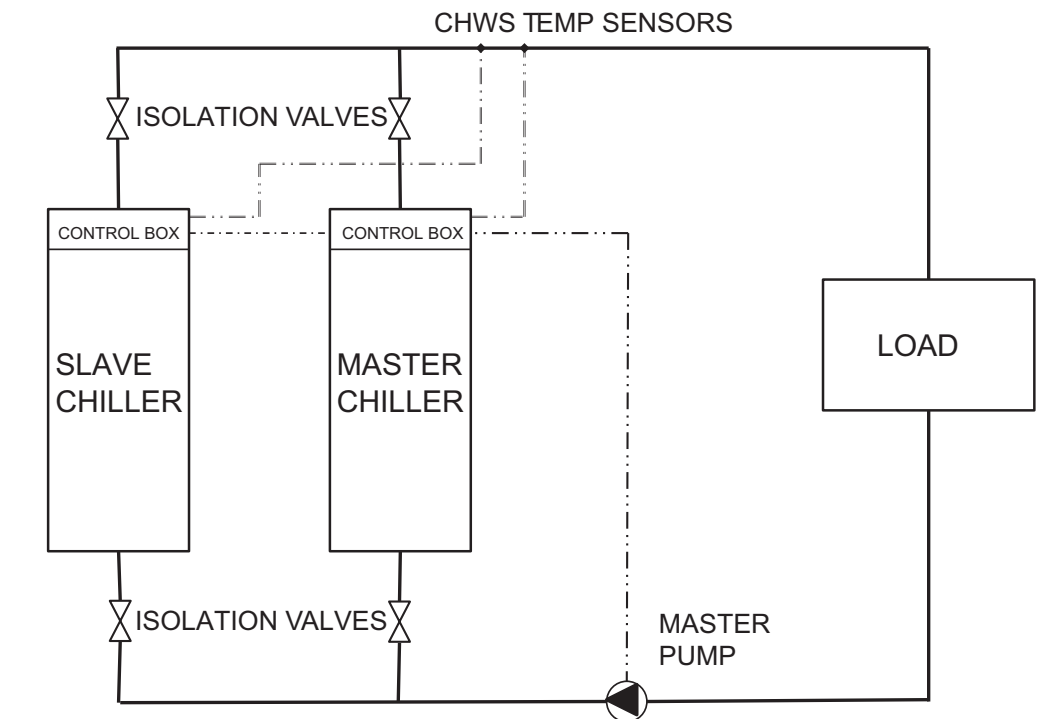 CHWS TEMP SENSORS
ISOLATION VALVES
CONTROL BOX
CONTROL BOX
SLAVE
CHILLER
MASTER
CHILLER
LOAD
ISOLATION VALVES
MASTER
PUMP